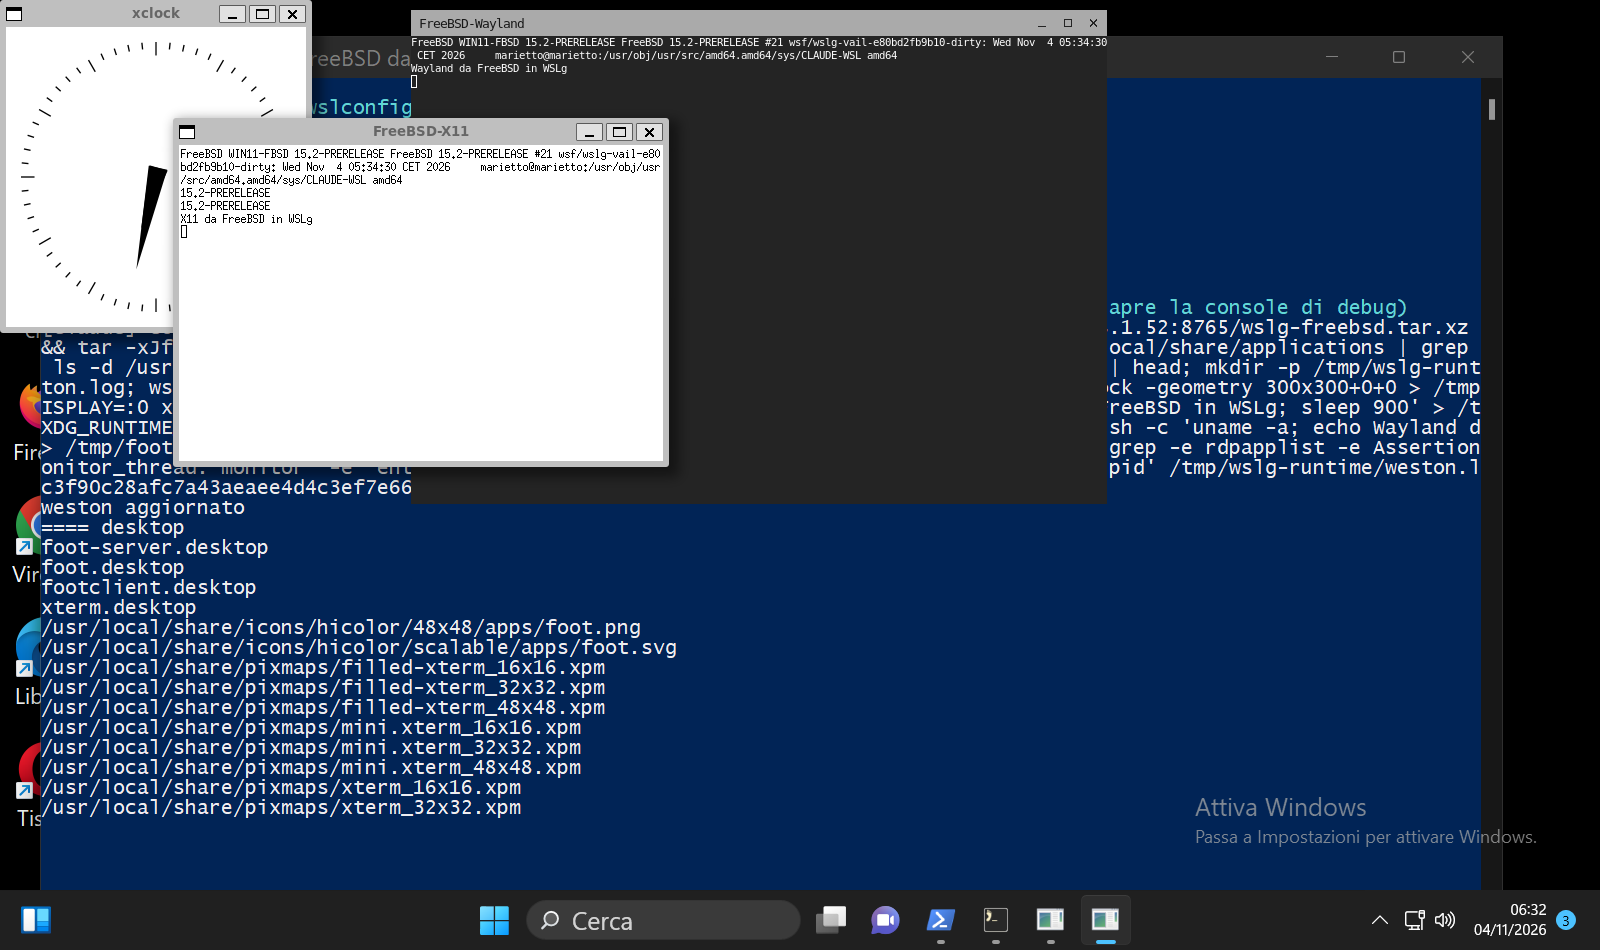 xclock
FreeBSD-Wayland
FreeBSD WIN11-FBSD 15.2-PRERELEASE FreeBSD 15.2-PRERELEASE #21 wsf/wslg-vail-e80bd2fb9b10-dirty: Wed Nov  4 05:34:30
CET 2026     marietto@marietto:/usr/obj/usr/src/amd64.amd64/sys/CLAUDE-WSL amd64
Wayland da FreeBSD in WSLg
reeBSD da
wslconfig
FreeBSD-X11
FreeBSD WIN11-FBSD 15.2-PRERELEASE FreeBSD 15.2-PRERELEASE #21 wsf/wslg-vail-e80
bd2fb9b10-dirty: Wed Nov  4 05:34:30 CET 2026     marietto@marietto:/usr/obj/usr
/src/amd64.amd64/sys/CLAUDE-WSL amd64
15.2-PRERELEASE
15.2-PRERELEASE
X11 da FreeBSD in WSLg
apre la console di debug)
.1.52:8765/wslg-freebsd.tar.xz
&& tar -xJf ocal/share/applications | grep
ls -d /usr | head; mkdir -p /tmp/wslg-runt
ton.log; ws ck -geometry 300x300+0+0 > /tmp
ISPLAY=:0 x reeBSD in WSLg; sleep 900' > /t
XDG_RUNTIME sh -c 'uname -a; echo Wayland d
> /tmp/foot grep -e rdpapplist -e Assertion
onitor_thread: monitor -e ent pid' /tmp/wslg-runtime/weston.l
c3f90c28afc7a43aeaee4d4c3ef7e66
weston aggiornato
==== desktop
foot-server.desktop
foot.desktop
footclient.desktop
xterm.desktop
/usr/local/share/icons/hicolor/48x48/apps/foot.png
/usr/local/share/icons/hicolor/scalable/apps/foot.svg
/usr/local/share/pixmaps/filled-xterm_16x16.xpm
/usr/local/share/pixmaps/filled-xterm_32x32.xpm
/usr/local/share/pixmaps/filled-xterm_48x48.xpm
/usr/local/share/pixmaps/mini.xterm_16x16.xpm
/usr/local/share/pixmaps/mini.xterm_32x32.xpm
/usr/local/share/pixmaps/mini.xterm_48x48.xpm
/usr/local/share/pixmaps/xterm_16x16.xpm
/usr/local/share/pixmaps/xterm_32x32.xpm
Fire
Vir
Lib
Tis
Attiva Windows
Passa a Impostazioni per attivare Windows.
Cerca
06:32
04/11/2026
3